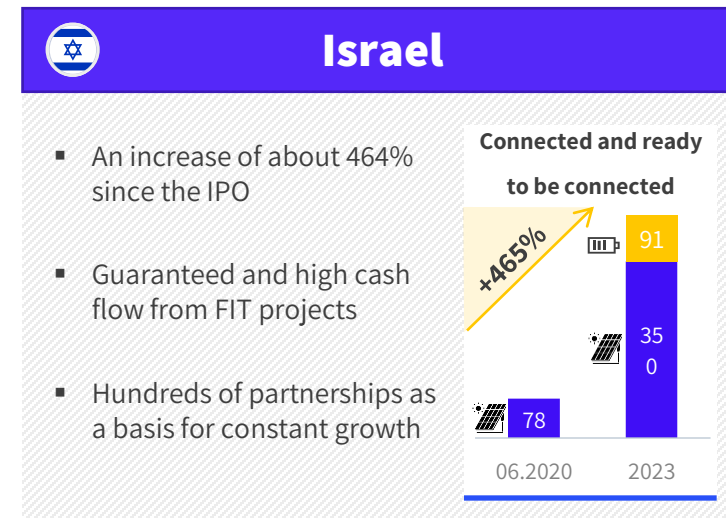 Israel
▪ An increase of about 464%
since the IPO
▪ Guaranteed and high cash
flow from FIT projects
▪ Hundreds of partnerships as
a basis for constant growth
Connected and ready
to be connected
+465%
91
35
0
78
06.2020
2023